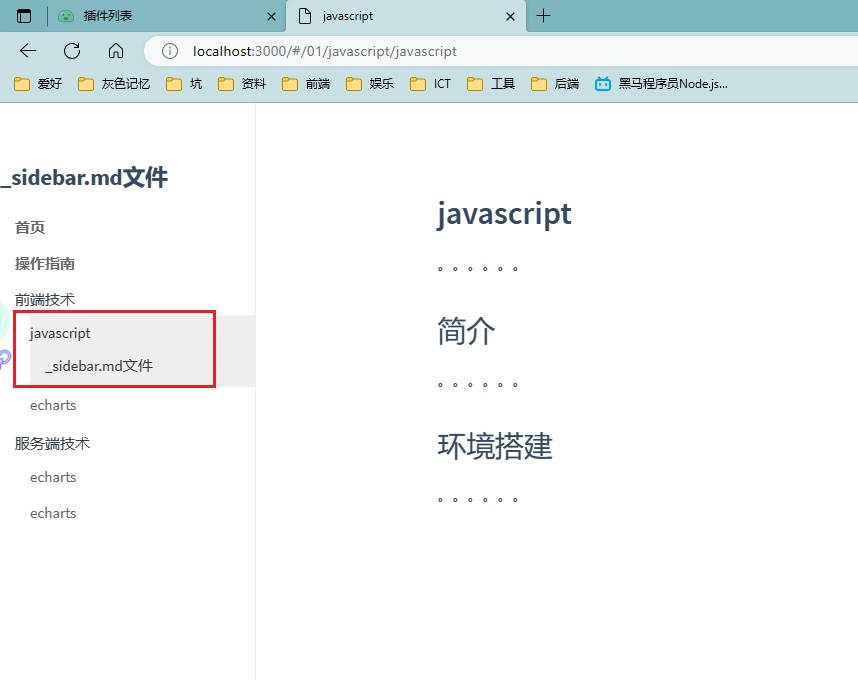 插件列表
javascript
localhost:3000/#/01/javascript/javascript
爱好 灰色记忆 坑 资料 前端 娱乐 ICT 工具 后端 黑马程序员Node.js...
_sidebar.md文件
首页
操作指南
前端技术
javascript
_sidebar.md文件
echarts
服务端技术
echarts
echarts
javascript
。。。。。。
简介
。。。。。。
环境搭建
。。。。。。